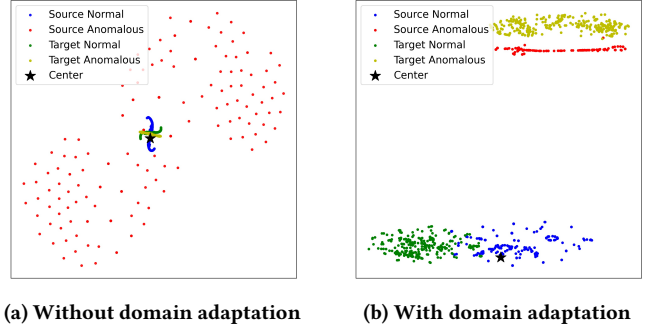 Source Normal
Source Anomalous
Target Normal
Target Anomalous
Center
Source Normal
Source Anomalous
Target Normal
Target Anomalous
Center
(a) Without domain adaptation
(b) With domain adaptation